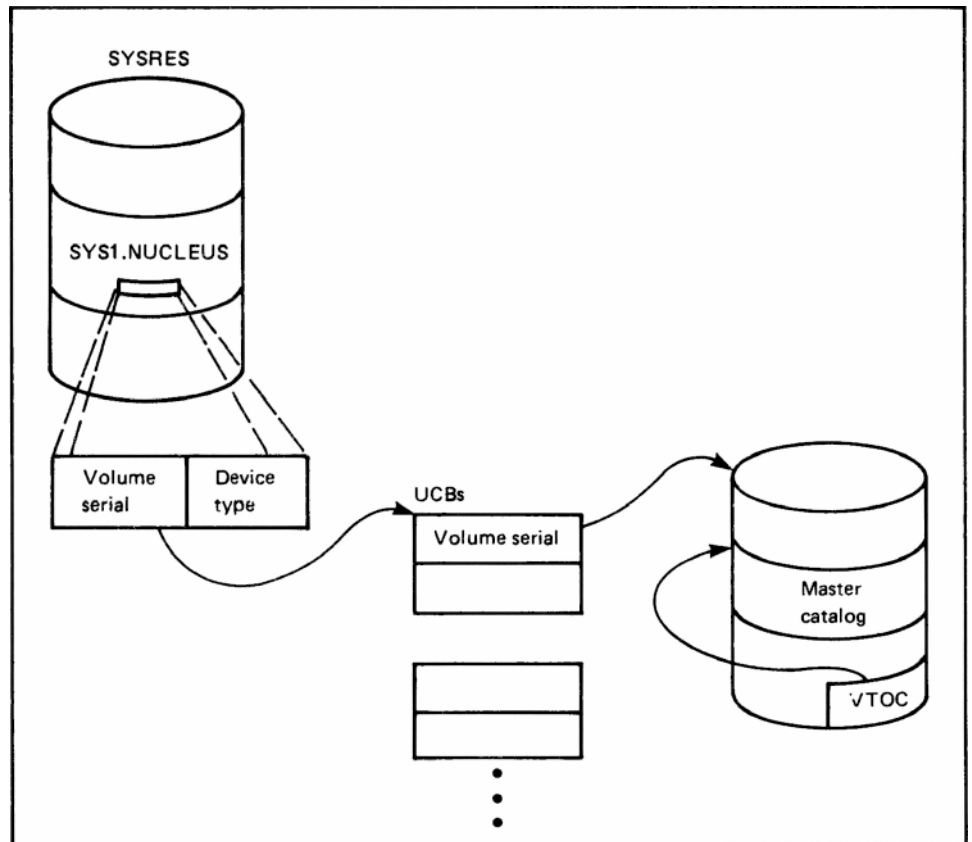 SYSRES
SYS1.NUCLEUS
Volume
serial
Device
type
UCBs
Volume serial
Master
catalog
VTOC